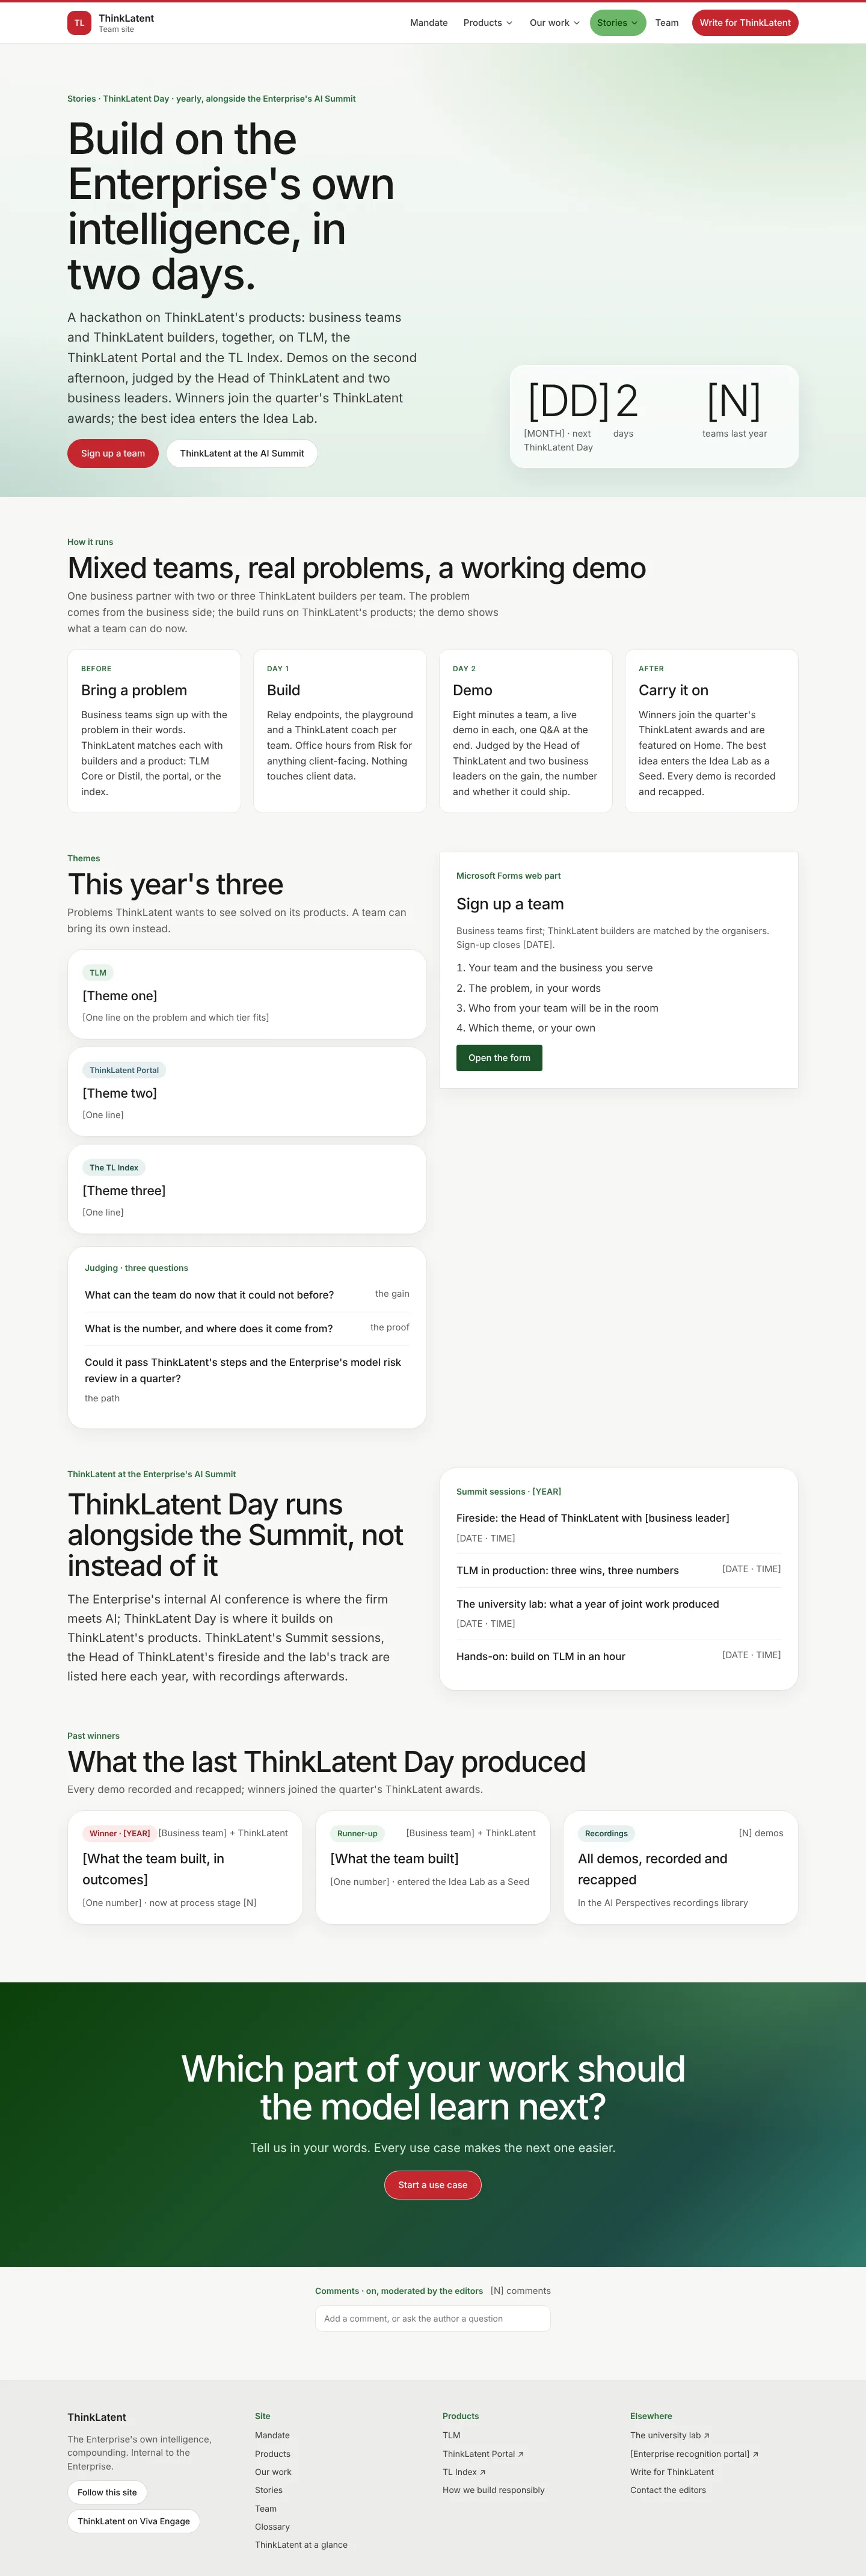 TL
ThinkLatent
Team site
Mandate
Products
Our work
Stories
Team
Write for ThinkLatent
Stories · ThinkLatent Day · yearly, alongside the Enterprise's AI Summit
Build on the
Enterprise's own
intelligence, in
two days.
A hackathon on ThinkLatent's products: business teams
and ThinkLatent builders, together, on TLM, the
ThinkLatent Portal and the TL Index. Demos on the second
afternoon, judged by the Head of ThinkLatent and two
business leaders. Winners join the quarter's ThinkLatent
awards; the best idea enters the Idea Lab.
Sign up a team
ThinkLatent at the AI Summit
[DD]
[MONTH] · next
ThinkLatent Day
2
days
[N]
teams last year
How it runs
Mixed teams, real problems, a working demo
One business partner with two or three ThinkLatent builders per team. The problem
comes from the business side; the build runs on ThinkLatent's products; the demo shows
what a team can do now.
BEFORE
Bring a problem
Business teams sign up with the
problem in their words.
ThinkLatent matches each with
builders and a product: TLM
Core or Distil, the portal, or the
index.
DAY 1
Build
Relay endpoints, the playground
and a ThinkLatent coach per
team. Office hours from Risk for
anything client-facing. Nothing
touches client data.
DAY 2
Demo
Eight minutes a team, a live
demo in each, one Q&A at the
end. Judged by the Head of
ThinkLatent and two business
leaders on the gain, the number
and whether it could ship.
AFTER
Carry it on
Winners join the quarter's
ThinkLatent awards and are
featured on Home. The best
idea enters the Idea Lab as a
Seed. Every demo is recorded
and recapped.
Themes
This year's three
Problems ThinkLatent wants to see solved on its products. A team can
bring its own instead.
TLM
[Theme one]
[One line on the problem and which tier fits]
ThinkLatent Portal
[Theme two]
[One line]
The TL Index
[Theme three]
[One line]
Judging · three questions
What can the team do now that it could not before?
the gain
What is the number, and where does it come from?
the proof
Could it pass ThinkLatent's steps and the Enterprise's model risk
review in a quarter?
the path
Microsoft Forms web part
Sign up a team
Business teams first; ThinkLatent builders are matched by the organisers.
Sign-up closes [DATE].
1. Your team and the business you serve
2. The problem, in your words
3. Who from your team will be in the room
4. Which theme, or your own
Open the form
ThinkLatent at the Enterprise's AI Summit
ThinkLatent Day runs
alongside the Summit, not
instead of it
The Enterprise's internal AI conference is where the firm
meets AI; ThinkLatent Day is where it builds on
ThinkLatent's products. ThinkLatent's Summit sessions,
the Head of ThinkLatent's fireside and the lab's track are
listed here each year, with recordings afterwards.
Summit sessions · [YEAR]
Fireside: the Head of ThinkLatent with [business leader]
[DATE · TIME]
TLM in production: three wins, three numbers
[DATE · TIME]
The university lab: what a year of joint work produced
[DATE · TIME]
Hands-on: build on TLM in an hour
[DATE · TIME]
Past winners
What the last ThinkLatent Day produced
Every demo recorded and recapped; winners joined the quarter's ThinkLatent awards.
Winner · [YEAR]
[Business team] + ThinkLatent
[What the team built, in
outcomes]
[One number] · now at process stage [N]
Runner-up
[Business team] + ThinkLatent
[What the team built]
[One number] · entered the Idea Lab as a Seed
Recordings
[N] demos
All demos, recorded and
recapped
In the AI Perspectives recordings library
Which part of your work should
the model learn next?
Tell us in your words. Every use case makes the next one easier.
Start a use case
Comments · on, moderated by the editors
[N] comments
Add a comment, or ask the author a question
ThinkLatent
The Enterprise's own intelligence,
compounding. Internal to the
Enterprise.
Follow this site
ThinkLatent on Viva Engage
Site
Mandate
Products
Our work
Stories
Team
Glossary
ThinkLatent at a glance
Products
TLM
ThinkLatent Portal ↗
TL Index ↗
How we build responsibly
Elsewhere
The university lab ↗
[Enterprise recognition portal] ↗
Write for ThinkLatent
Contact the editors